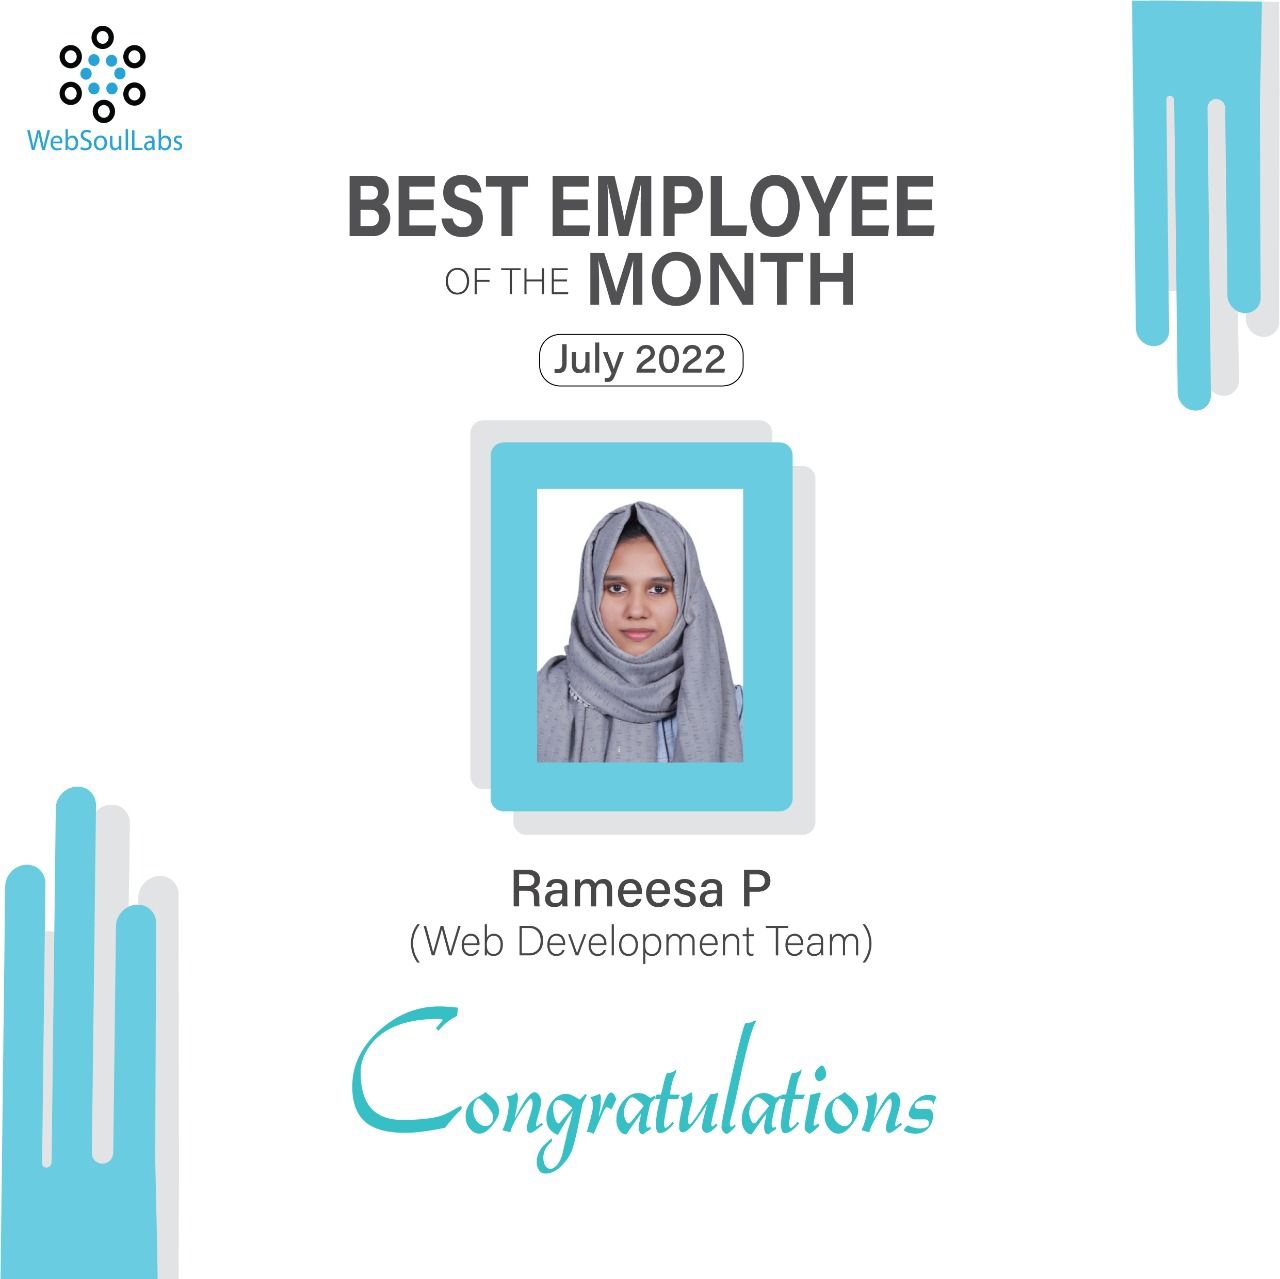 WebSoulLabs
BEST EMPLOYEE
OF THE MONTH
July 2022
Rameesa P
(Web Development Team)
Congratulations